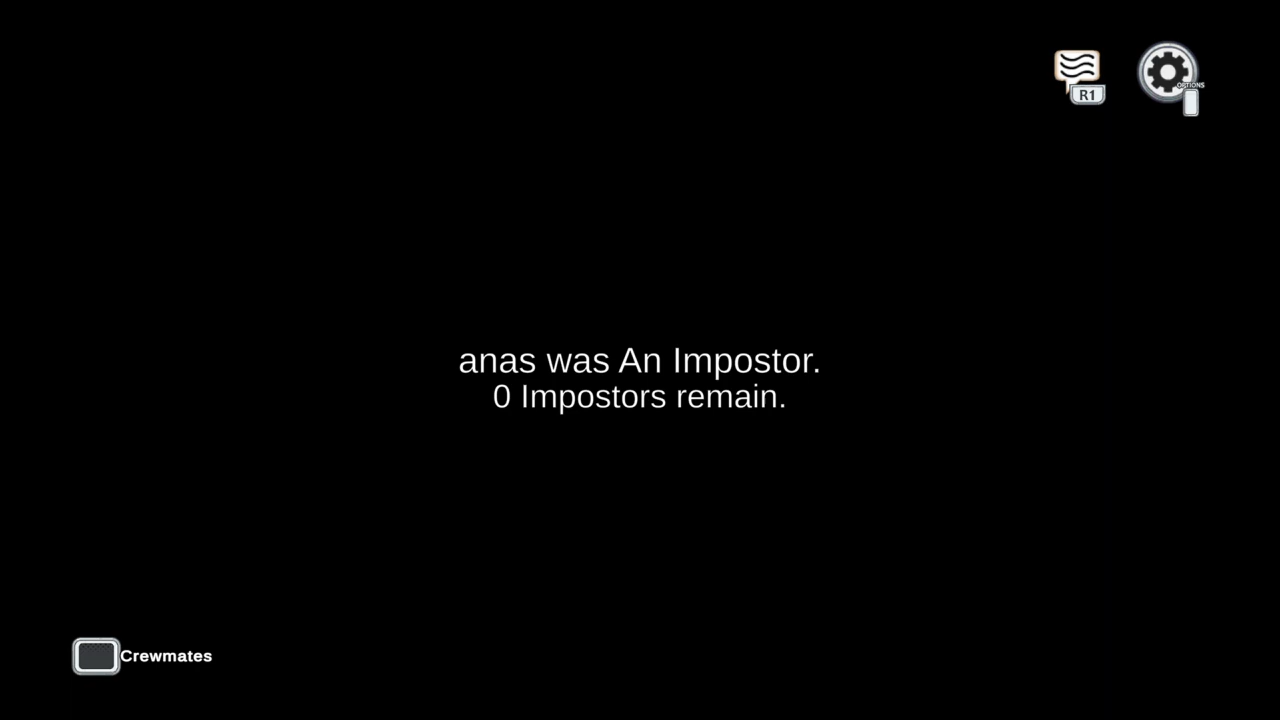 R1
OPTIONS
anas was An Impostor.
0 Impostors remain.
Crewmates